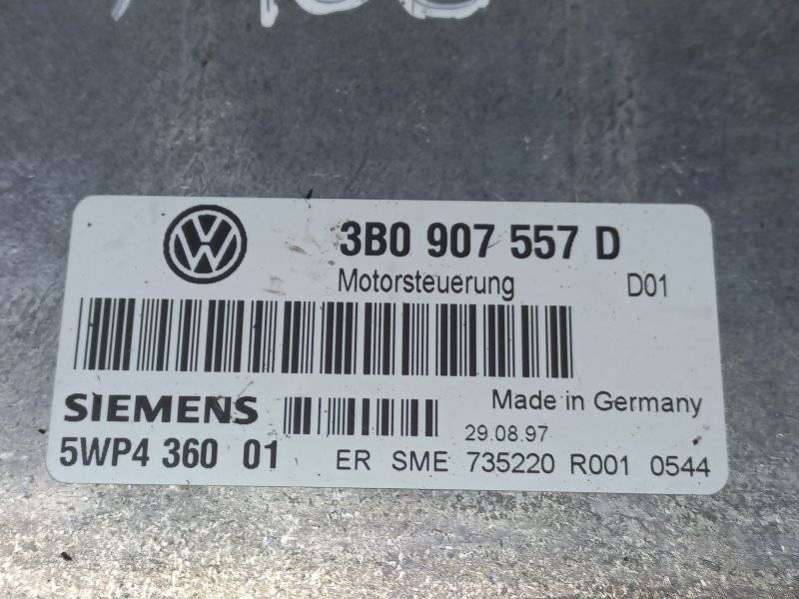 3B0 907 557 D
Motorsteuerung D01
SIEMENS Made in Germany
29.08.97
5WP4 360 01 ER SME 735220 R001 0544